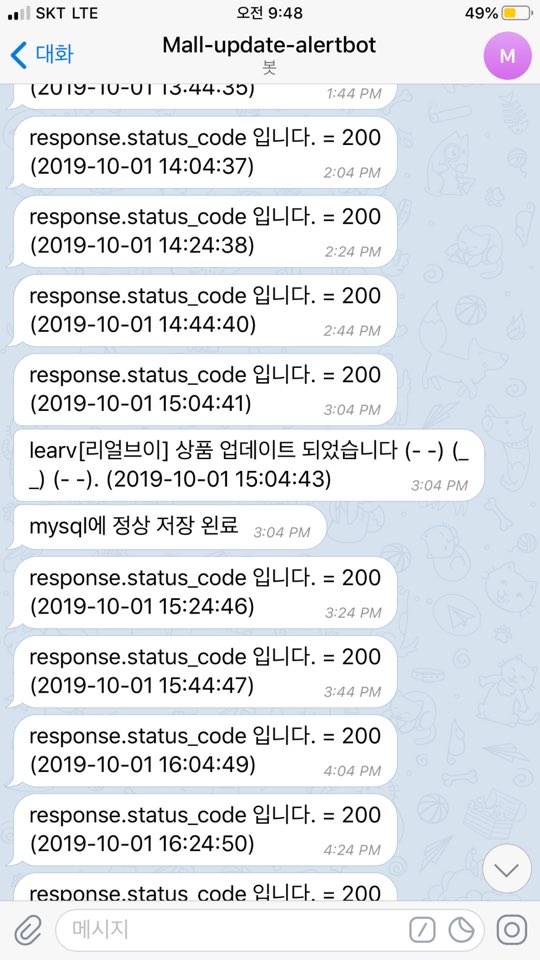 SKT LTE 오전 9:48 49%
대화 Mall-update-alertbot M
봇
(2019-10-01 13:44:35) 1:44 PM
response.status_code 입니다. = 200
(2019-10-01 14:04:37) 2:04 PM
response.status_code 입니다. = 200
(2019-10-01 14:24:38) 2:24 PM
response.status_code 입니다. = 200
(2019-10-01 14:44:40) 2:44 PM
response.status_code 입니다. = 200
(2019-10-01 15:04:41) 3:04 PM
learv[리얼브이] 상품 업데이트 되었습니다 (- -) (_
_) (- -). (2019-10-01 15:04:43) 3:04 PM
mysql에 정상 저장 왼료 3:04 PM
response.status_code 입니다. = 200
(2019-10-01 15:24:46) 3:24 PM
response.status_code 입니다. = 200
(2019-10-01 15:44:47) 3:44 PM
response.status_code 입니다. = 200
(2019-10-01 16:04:49) 4:04 PM
response.status_code 입니다. = 200
(2019-10-01 16:24:50) 4:24 PM
response.status_code 입니다. = 200
메시지